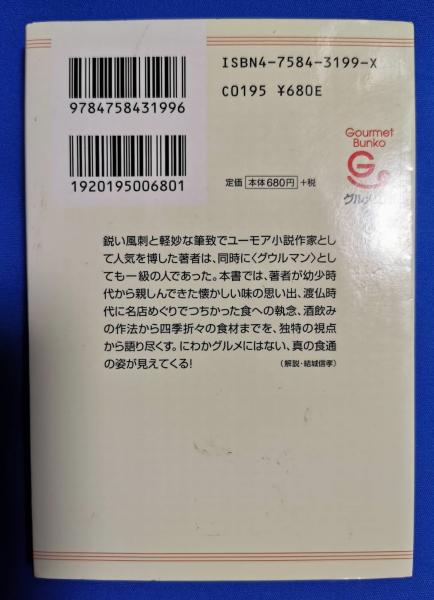 ISBN4-7584-3199-X
9784758431996
C0195 ¥680E
1920195006801
定価 本体680円 +税
Gourmet
Bunko
鋭い風刺と軽妙な筆致でユーモア小説作家とし
て人気を博した著者は、同時に〈グウルマン〉とし
ても一級の人であった。本書では、著者が幼少時
代から親しんできた懐かしい味の思い出、渡仏時
代に名店めぐりでつちかった食への執念、酒飲み
の作法から四季折々の食材までを、独特の視点
から語り尽くす。にわかグルメにはない、真の食通
の姿が見えてくる!
(解説・結城信孝)